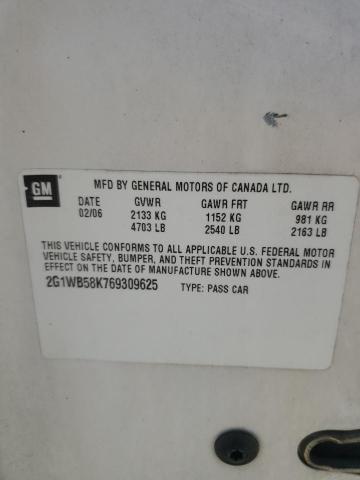 GM
MFD BY GENERAL MOTORS OF CANADA LTD.
DATE GVWR GAWR FRT GAWR RR
02/06 2133 KG 1152 KG 981 KG
4703 LB 2540 LB 2163 LB
THIS VEHICLE CONFORMS TO ALL APPLICABLE U.S. FEDERAL MOTOR
VEHICLE SAFETY, BUMPER, AND THEFT PREVENTION STANDARDS IN
EFFECT ON THE DATE OF MANUFACTURE SHOWN ABOVE.
2G1WB58K769309625 TYPE: PASS CAR